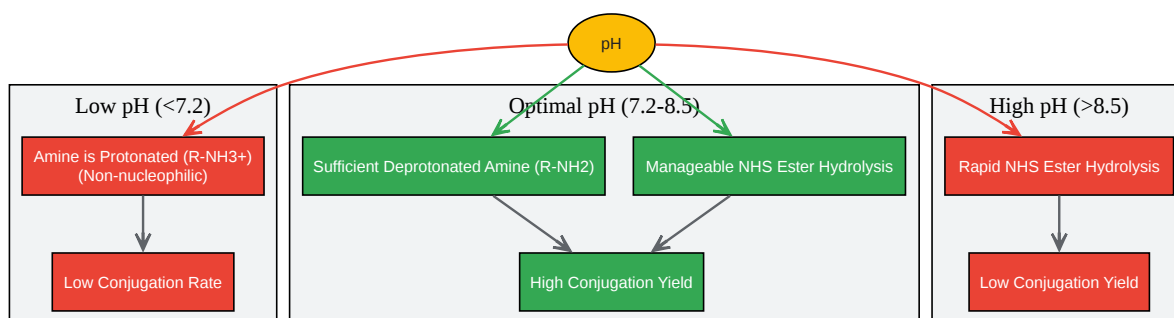 pH
Low pH (<7.2)
Optimal pH (7.2-8.5)
High pH (>8.5)
Amine is Protonated (R-NH3+)
(Non-nucleophilic)
Sufficient Deprotonated Amine (R-NH2)
Manageable NHS Ester Hydrolysis
Rapid NHS Ester Hydrolysis
Low Conjugation Rate
High Conjugation Yield
Low Conjugation Yield